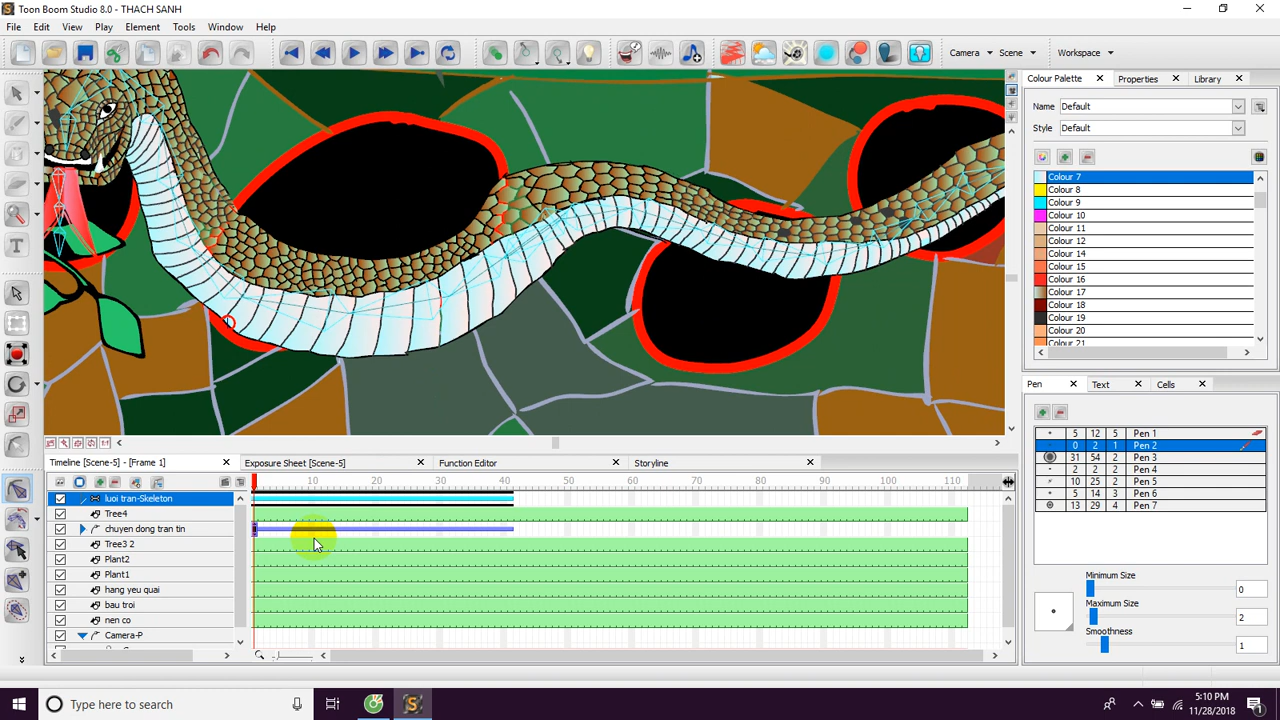 Toon Boom Studio 8.0 - THACH SANH
File Edit View Play Element Tools Window Help
Camera Scene Workspace
Colour Palette Properties Library
Name Default
Style Default
Colour 7
Colour 8
Colour 9
Colour 10
Colour 11
Colour 12
Colour 14
Colour 15
Colour 16
Colour 17
Colour 18
Colour 19
Colour 20
Colour 21
Pen Text Cells
5 12 5 Pen 1
0 2 1 Pen 2
31 54 2 Pen 3
2 2 2 Pen 4
10 25 2 Pen 5
5 14 3 Pen 6
13 29 4 Pen 7
Minimum Size
0
Maximum Size
2
Smoothness
1
Timeline [Scene-5] - [Frame 1] Exposure Sheet [Scene-5] Function Editor Storyline
10 20 30 40 50 60 70 80 90 100 110
luoi tran-Skeleton
Tree4
chuyen dong tran tin
Tree3 2
Plant2
Plant1
hang yeu quai
bau troi
nen co
Camera-P
Type here to search
5:10 PM
11/28/2018